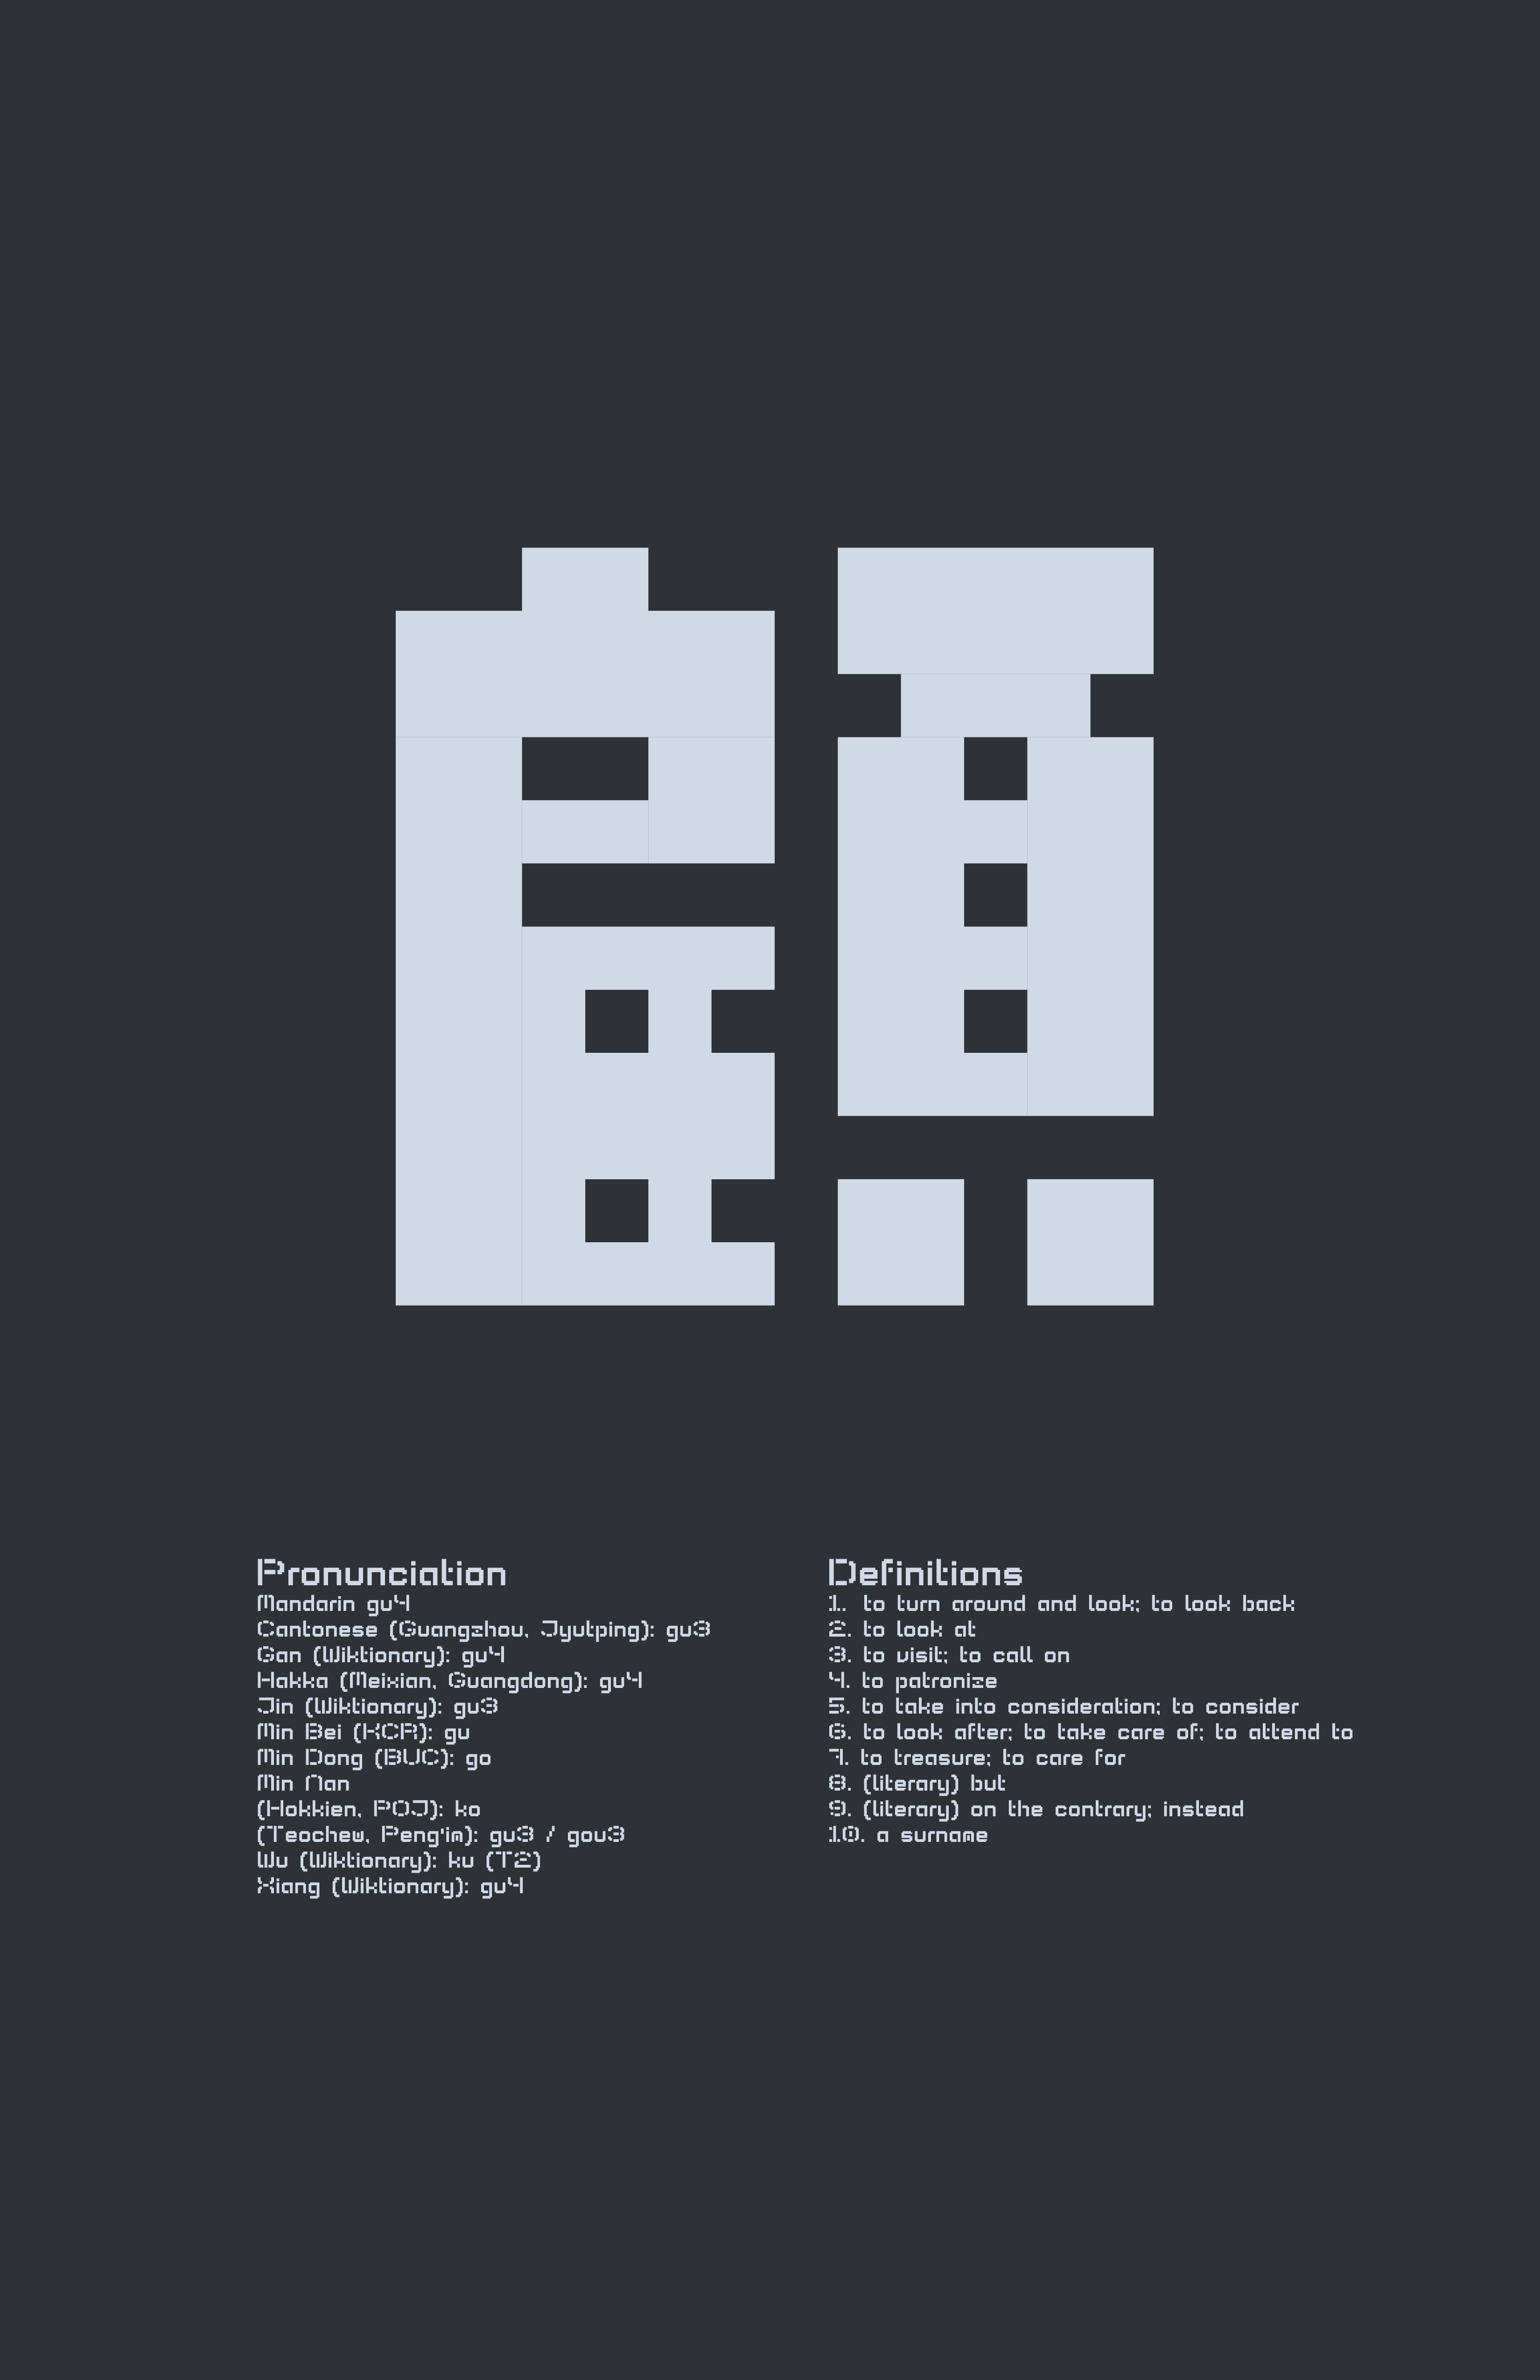 顧
Pronunciation
Mandarin gu4
Cantonese (Guangzhou, Jyutping): gu3
Gan (Wiktionary): gu4
Hakka (Meixian, Guangdong): gu4
Jin (Wiktionary): gu3
Min Bei (KCR): gu
Min Dong (BUC): go
Min Nan
(Hokkien, POJ): ko
(Teochew, Peng'im): gu3 / gou3
Wu (Wiktionary): ku (T2)
Xiang (Wiktionary): gu4
Definitions
1. to turn around and look; to look back
2. to look at
3. to visit; to call on
4. to patronize
5. to take into consideration; to consider
6. to look after; to take care of; to attend to
7. to treasure; to care for
8. (literary) but
9. (literary) on the contrary; instead
10. a surname